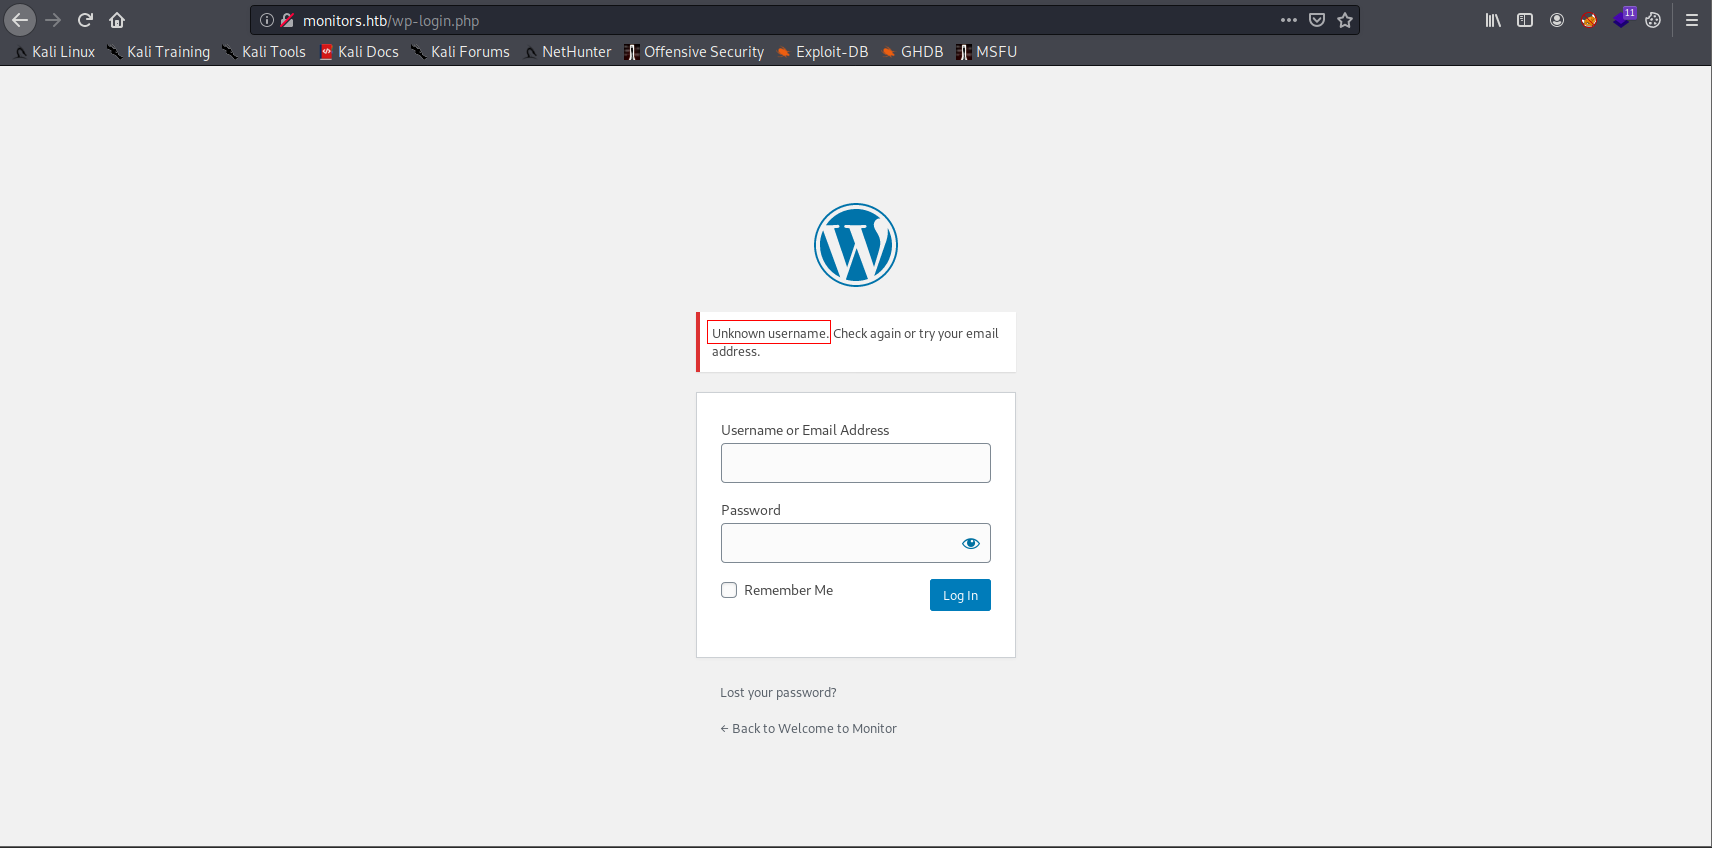 monitors.htb/wp-login.php
11
Kali Linux Kali Training Kali Tools Kali Docs Kali Forums NetHunter Offensive Security Exploit-DB GHDB MSFU
Unknown username. Check again or try your email
address.
Username or Email Address
Password
Remember Me
Log In
Lost your password?
← Back to Welcome to Monitor